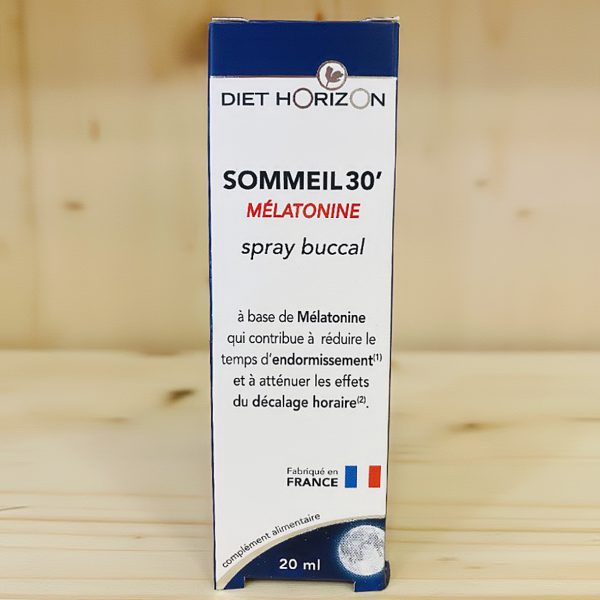 DIET HORIZON
SOMMEIL 30'
MÉLATONINE
spray buccal
à base de Mélatonine
qui contribue à réduire le
temps d'endormissement(1)
et à atténuer les effets
du décalage horaire(2).
Fabriqué en
FRANCE
complément alimentaire
20 ml